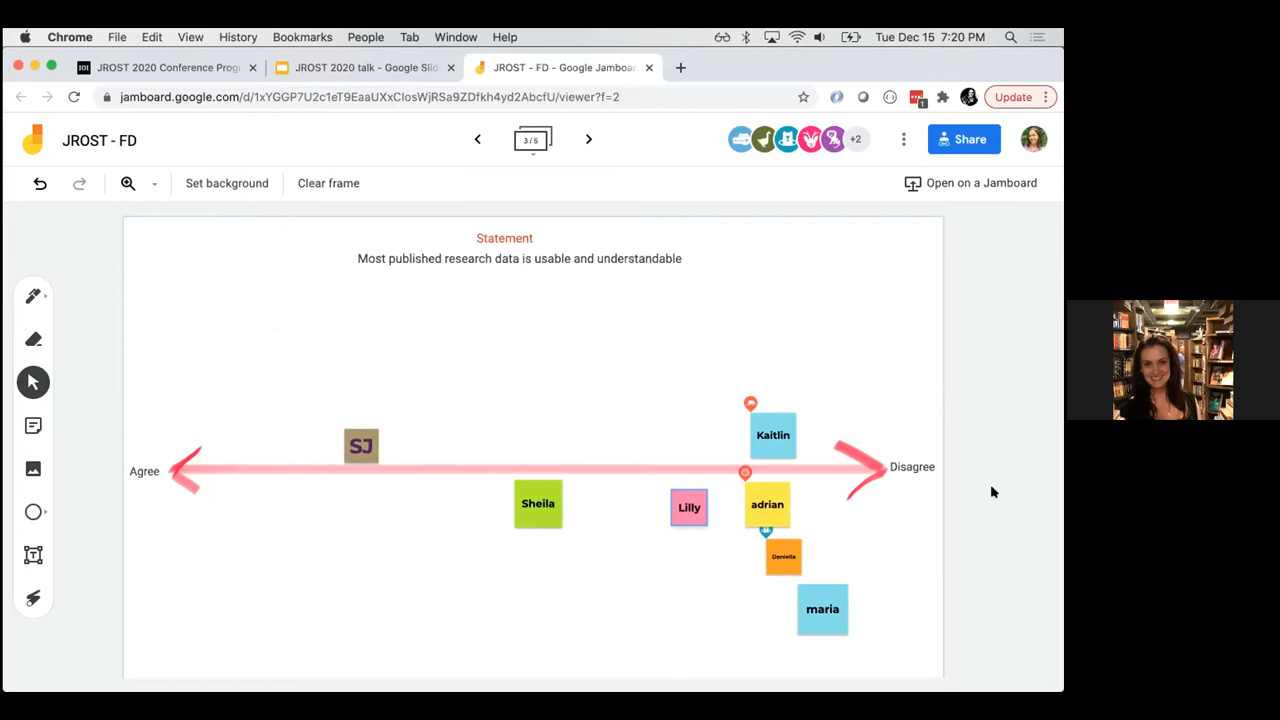 Chrome File Edit View History Bookmarks People Tab Window Help Tue Dec 15 7:20 PM
JROST 2020 Conference Prog JROST 2020 talk - Google Slid JROST - FD - Google Jamboar
jamboard.google.com/d/1xYGGP7U2c1eT9EaaUXxCIosWjRSa9ZDfkh4yd2AbcfU/viewer?f=2 1 Update
JROST - FD 3/5 +2 Share
Set background Clear frame Open on a Jamboard
Statement
Most published research data is usable and understandable
Kaitlin
SJ
Agree Disagree
Sheila Lilly adrian
Daniella
maria